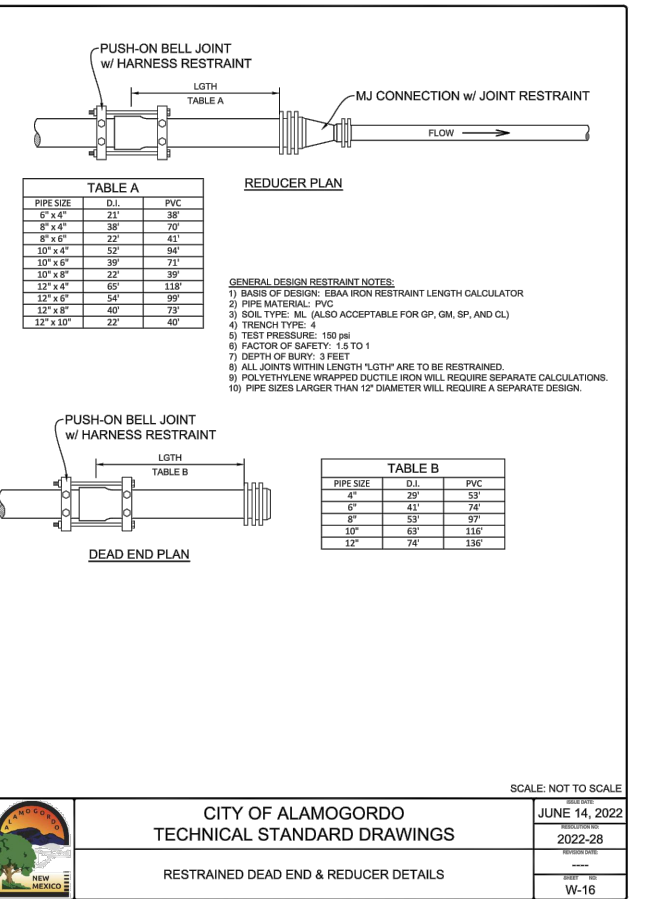 PUSH-ON BELL JOINT
w/ HARNESS RESTRAINT
LGTH
TABLE A
MJ CONNECTION w/ JOINT RESTRAINT
FLOW
REDUCER PLAN
TABLE A
PIPE SIZE D.I. PVC
6" x 4" 21' 38'
8" x 4" 38' 70'
8" x 6" 22' 41'
10" x 4" 52' 94'
10" x 6" 39' 71'
10" x 8" 22' 39'
12" x 4" 65' 118'
12" x 6" 54' 99'
12" x 8" 40' 73'
12" x 10" 22' 40'
GENERAL DESIGN RESTRAINT NOTES:
1) BASIS OF DESIGN: EBAA IRON RESTRAINT LENGTH CALCULATOR
2) PIPE MATERIAL: PVC
3) SOIL TYPE: ML (ALSO ACCEPTABLE FOR GP, GM, SP, AND CL)
4) TRENCH TYPE: 4
5) TEST PRESSURE: 150 psi
6) FACTOR OF SAFETY: 1.5 TO 1
7) DEPTH OF BURY: 3 FEET
8) ALL JOINTS WITHIN LENGTH "LGTH" ARE TO BE RESTRAINED.
9) POLYETHYLENE WRAPPED DUCTILE IRON WILL REQUIRE SEPARATE CALCULATIONS.
10) PIPE SIZES LARGER THAN 12" DIAMETER WILL REQUIRE A SEPARATE DESIGN.
PUSH-ON BELL JOINT
w/ HARNESS RESTRAINT
LGTH
TABLE B
DEAD END PLAN
TABLE B
PIPE SIZE D.I. PVC
4" 29' 53'
6" 41' 74'
8" 53' 97'
10" 63' 116'
12" 74' 136'
SCALE: NOT TO SCALE
ALAMOGORDO
NEW
MEXICO
CITY OF ALAMOGORDO
TECHNICAL STANDARD DRAWINGS
RESTRAINED DEAD END & REDUCER DETAILS
ISSUE DATE:
JUNE 14, 2022
RESOLUTION NO:
2022-28
REVISION DATE:
----
SHEET NO:
W-16